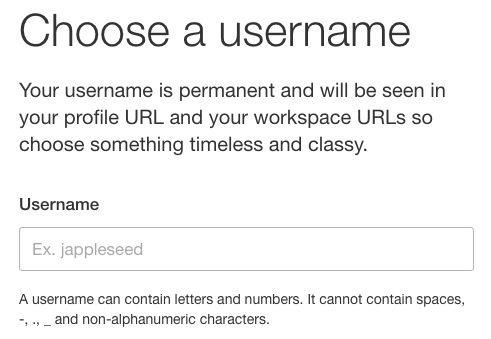 Choose a username
Your username is permanent and will be seen in
your profile URL and your workspace URLs so
choose something timeless and classy.
Username
Ex. jappleseed
A username can contain letters and numbers. It cannot contain spaces,
-, ., _ and non-alphanumeric characters.